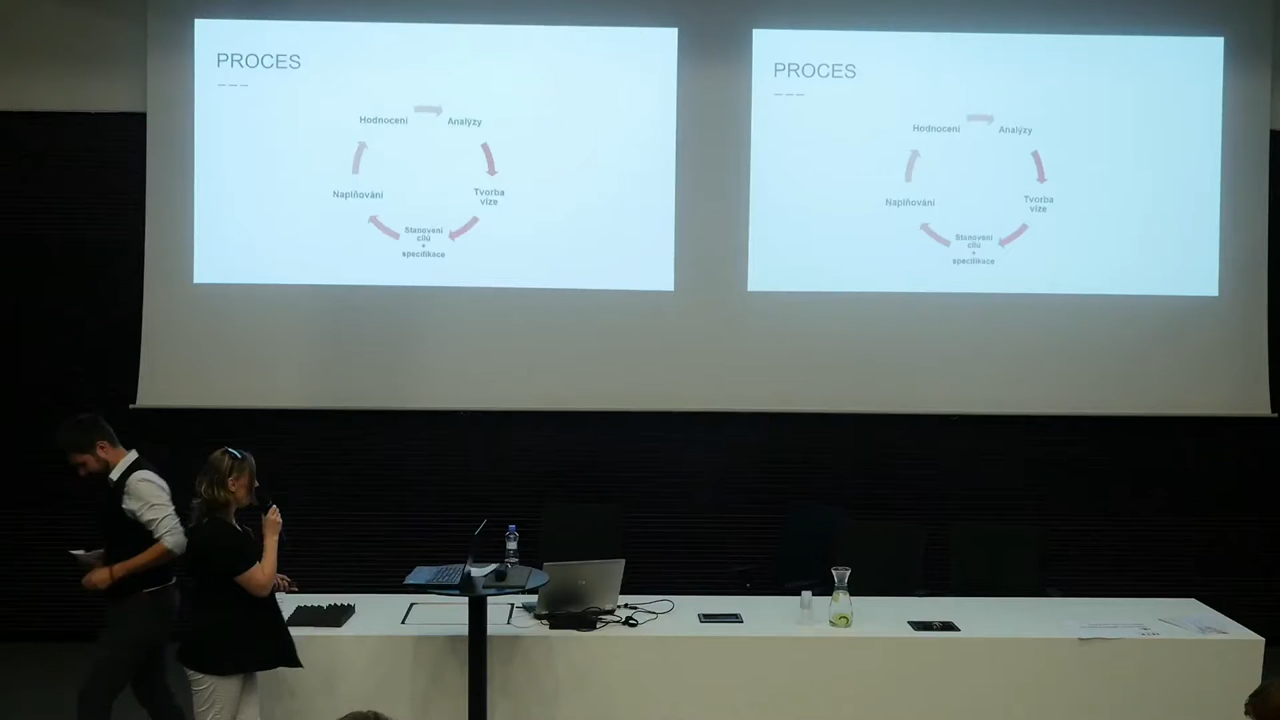 PROCES
Hodnocení
Analýzy
Tvorba
vize
Stanovení
cílů
+
specifikace
Naplňování
PROCES
Hodnocení
Analýzy
Tvorba
vize
Stanovení
cílů
+
specifikace
Naplňování